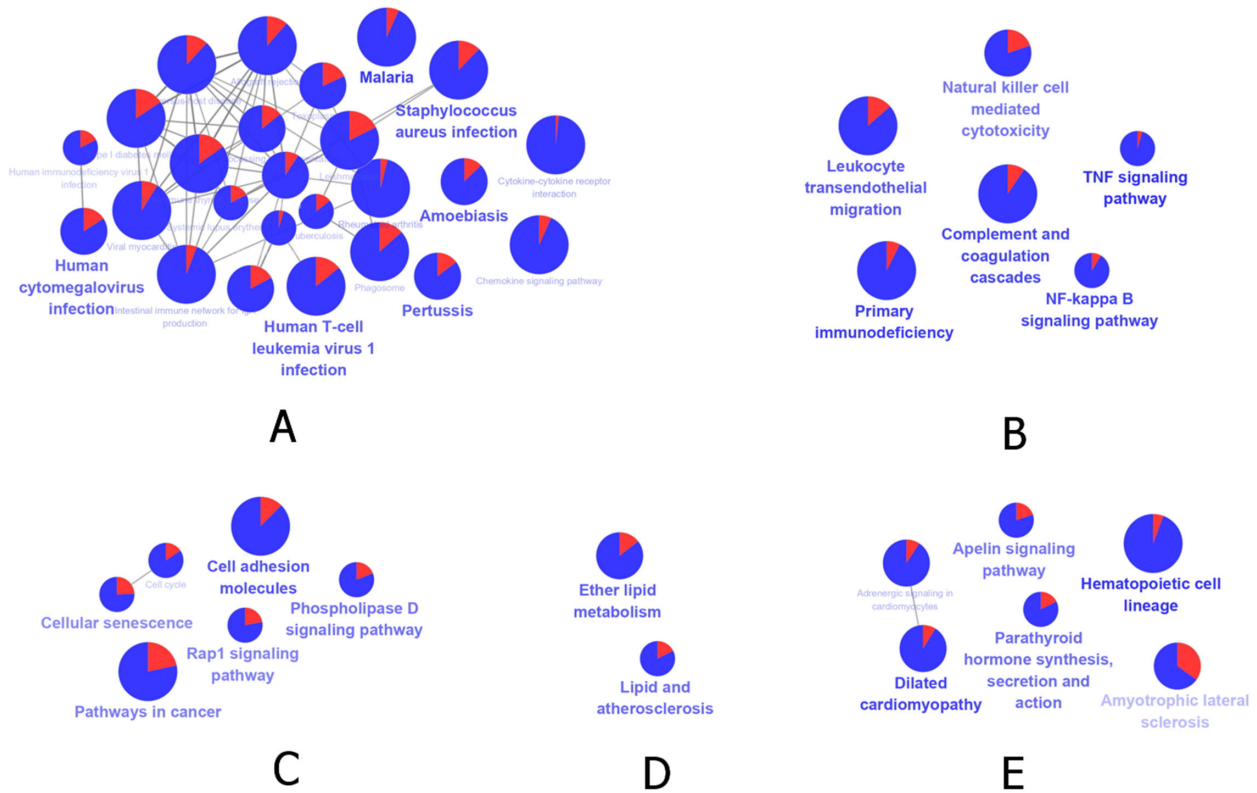 Malaria
Staphylococcus
aureus infection
Cytokine-cytokine receptor
interaction
Amoebiasis
Chemokine signaling pathway
Pertussis
Human immunodeficiency virus 1
infection
Human
cytomegalovirus
infection
Viral myocarditis
Intestinal immune network for
production
Human T-cell
leukemia virus 1
infection
Phagosome
Rheumatoid arthritis
Allograft rejection
A
Natural killer cell
mediated
cytotoxicity
Leukocyte
transendothelial
migration
TNF signaling
pathway
Complement and
coagulation
cascades
Primary
immunodeficiency
NF-kappa B
signaling pathway
B
Cell adhesion
molecules
Cell cycle
Cellular senescence
Phospholipase D
signaling pathway
Rap1 signaling
pathway
Pathways in cancer
C
Ether lipid
metabolism
Lipid and
atherosclerosis
D
Apelin signaling
pathway
Hematopoietic cell
lineage
Adrenergic signaling in
cardiomyocytes
Parathyroid
hormone synthesis,
secretion and
action
Dilated
cardiomyopathy
Amyotrophic lateral
sclerosis
E